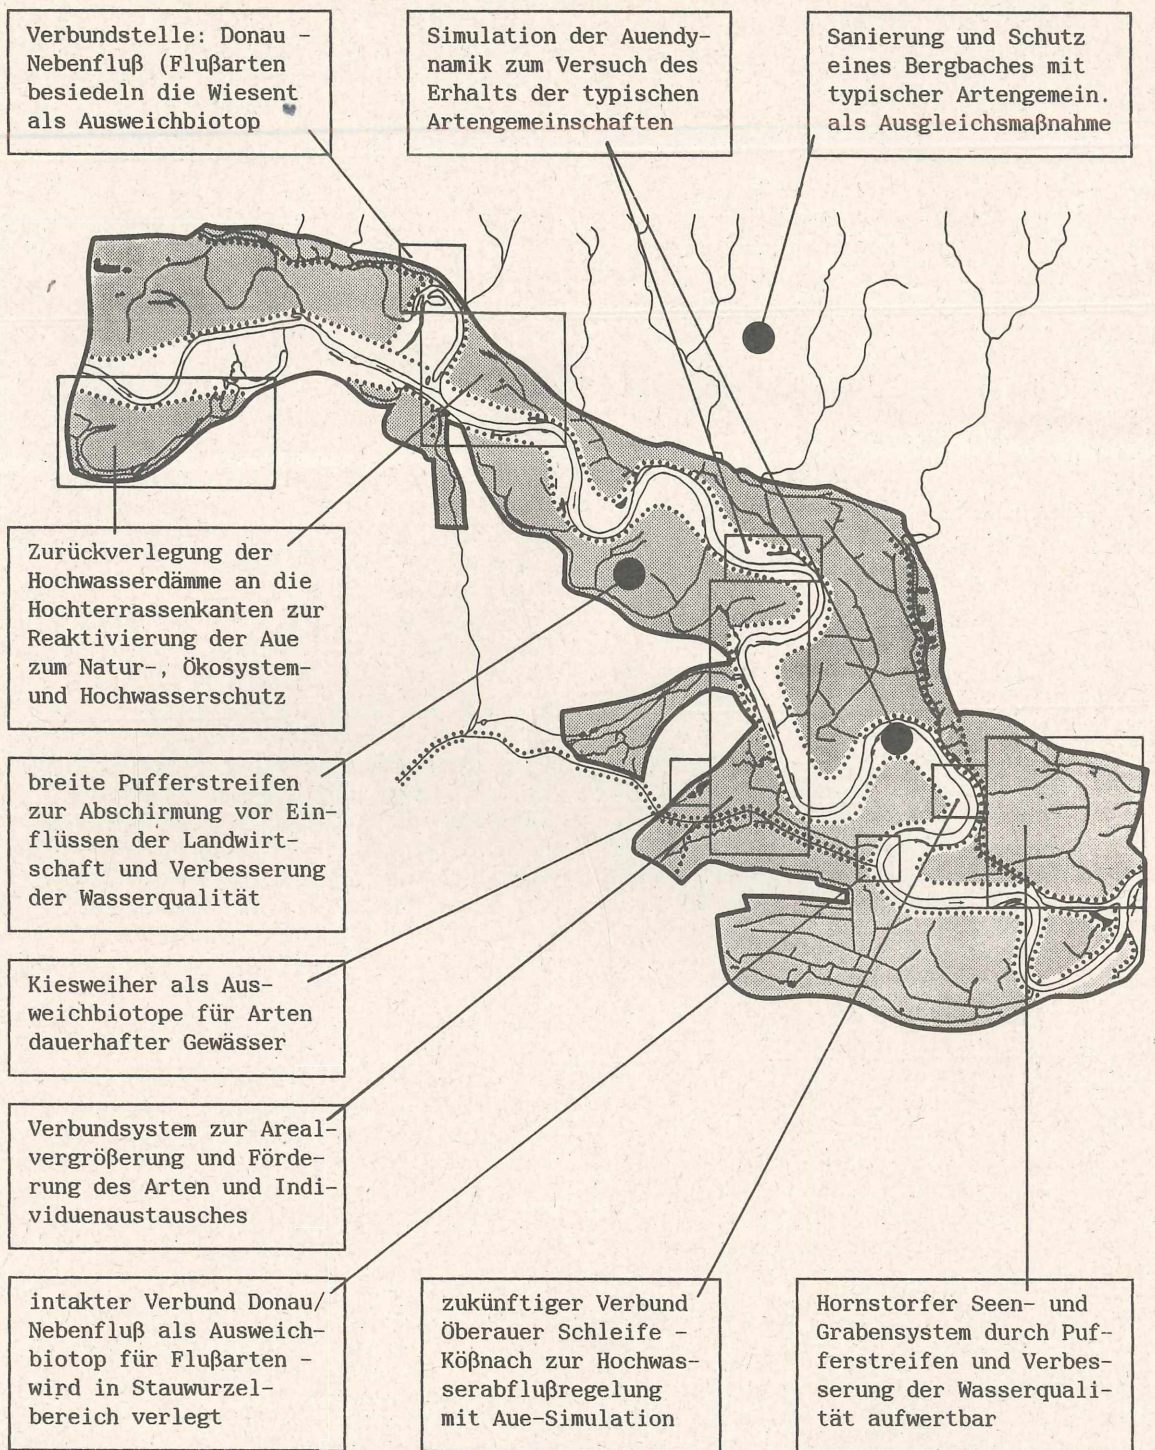 Verbundstelle: Donau -
Nebenfluß (Flußarten
besiedeln die Wiesent
als Ausweichbiotop
Simulation der Auendy-
namik zum Versuch des
Erhalts der typischen
Artengemeinschaften
Sanierung und Schutz
eines Bergbaches mit
typischer Artengemein.
als Ausgleichsmaßnahme
Zurückverlegung der
Hochwasserdämme an die
Hochterrassenkanten zur
Reaktivierung der Aue
zum Natur-, Ökosystem-
und Hochwasserschutz
breite Pufferstreifen
zur Abschirmung vor Ein-
flüssen der Landwirt-
schaft und Verbesserung
der Wasserqualität
Kiesweiher als Aus-
weichbiotope für Arten
dauerhafter Gewässer
Verbundsystem zur Areal-
vergrößerung und Förde-
rung des Arten und Indi-
viduenaustausches
intakter Verbund Donau/
Nebenfluß als Ausweich-
biotop für Flußarten -
wird in Stauwurzel-
bereich verlegt
zukünftiger Verbund
Öberauer Schleife -
Kößnach zur Hochwas-
serabflußregelung
mit Aue-Simulation
Hornstorfer Seen- und
Grabensystem durch Puf-
ferstreifen und Verbes-
serung der Wasserquali-
tät aufwertbar